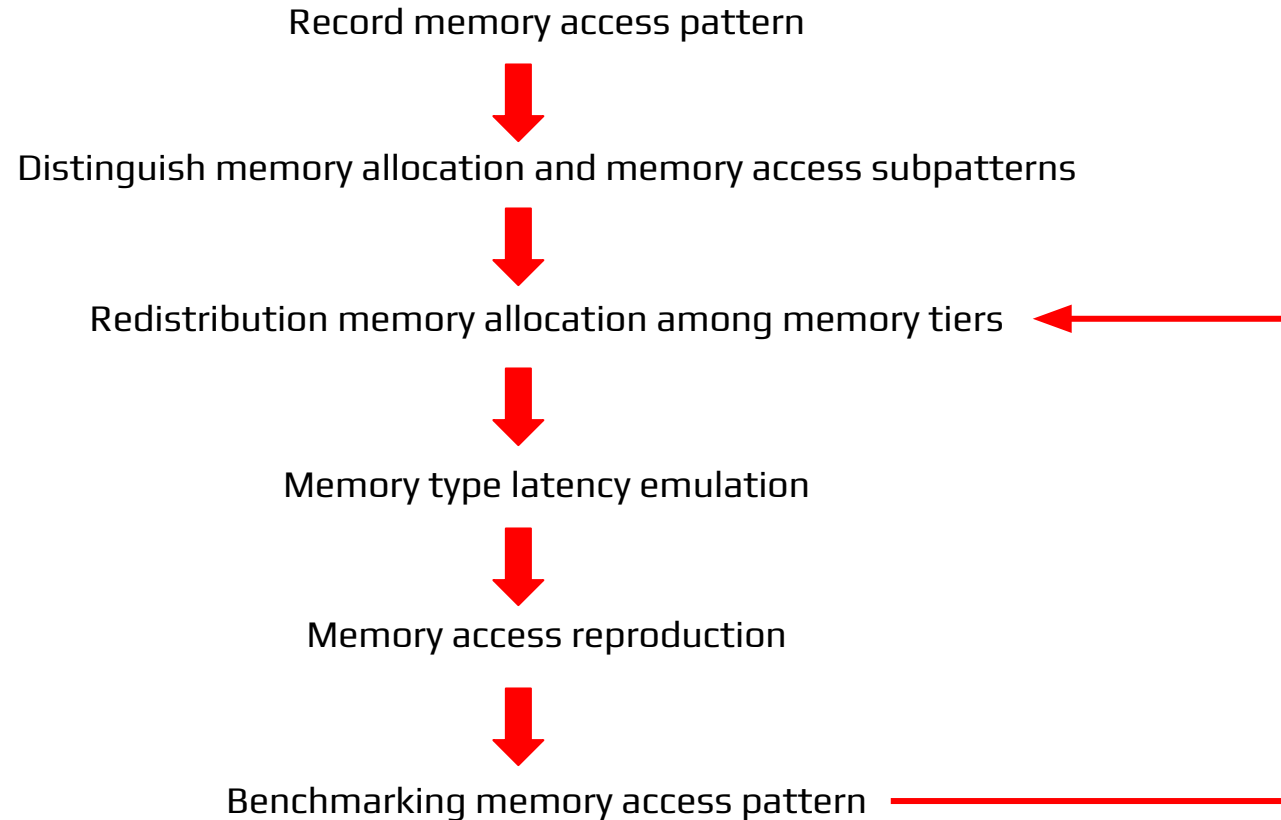 Record memory access pattern
Distinguish memory allocation and memory access subpatterns
Redistribution memory allocation among memory tiers
Memory type latency emulation
Memory access reproduction
Benchmarking memory access pattern